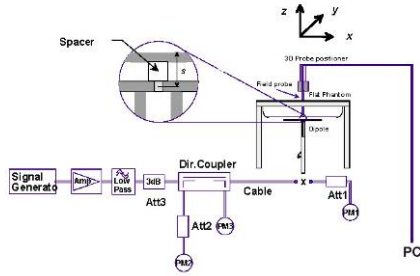 z
y
x
Spacer
s
3D Probe positioner
Field probe
Flat Phantom
Dipole
Signal
Generato
Amp
Low
Pass
3dB
Att3
Dir.Coupler
Cable
x
Att1
Att2
PM3
PM1
PM2
PC